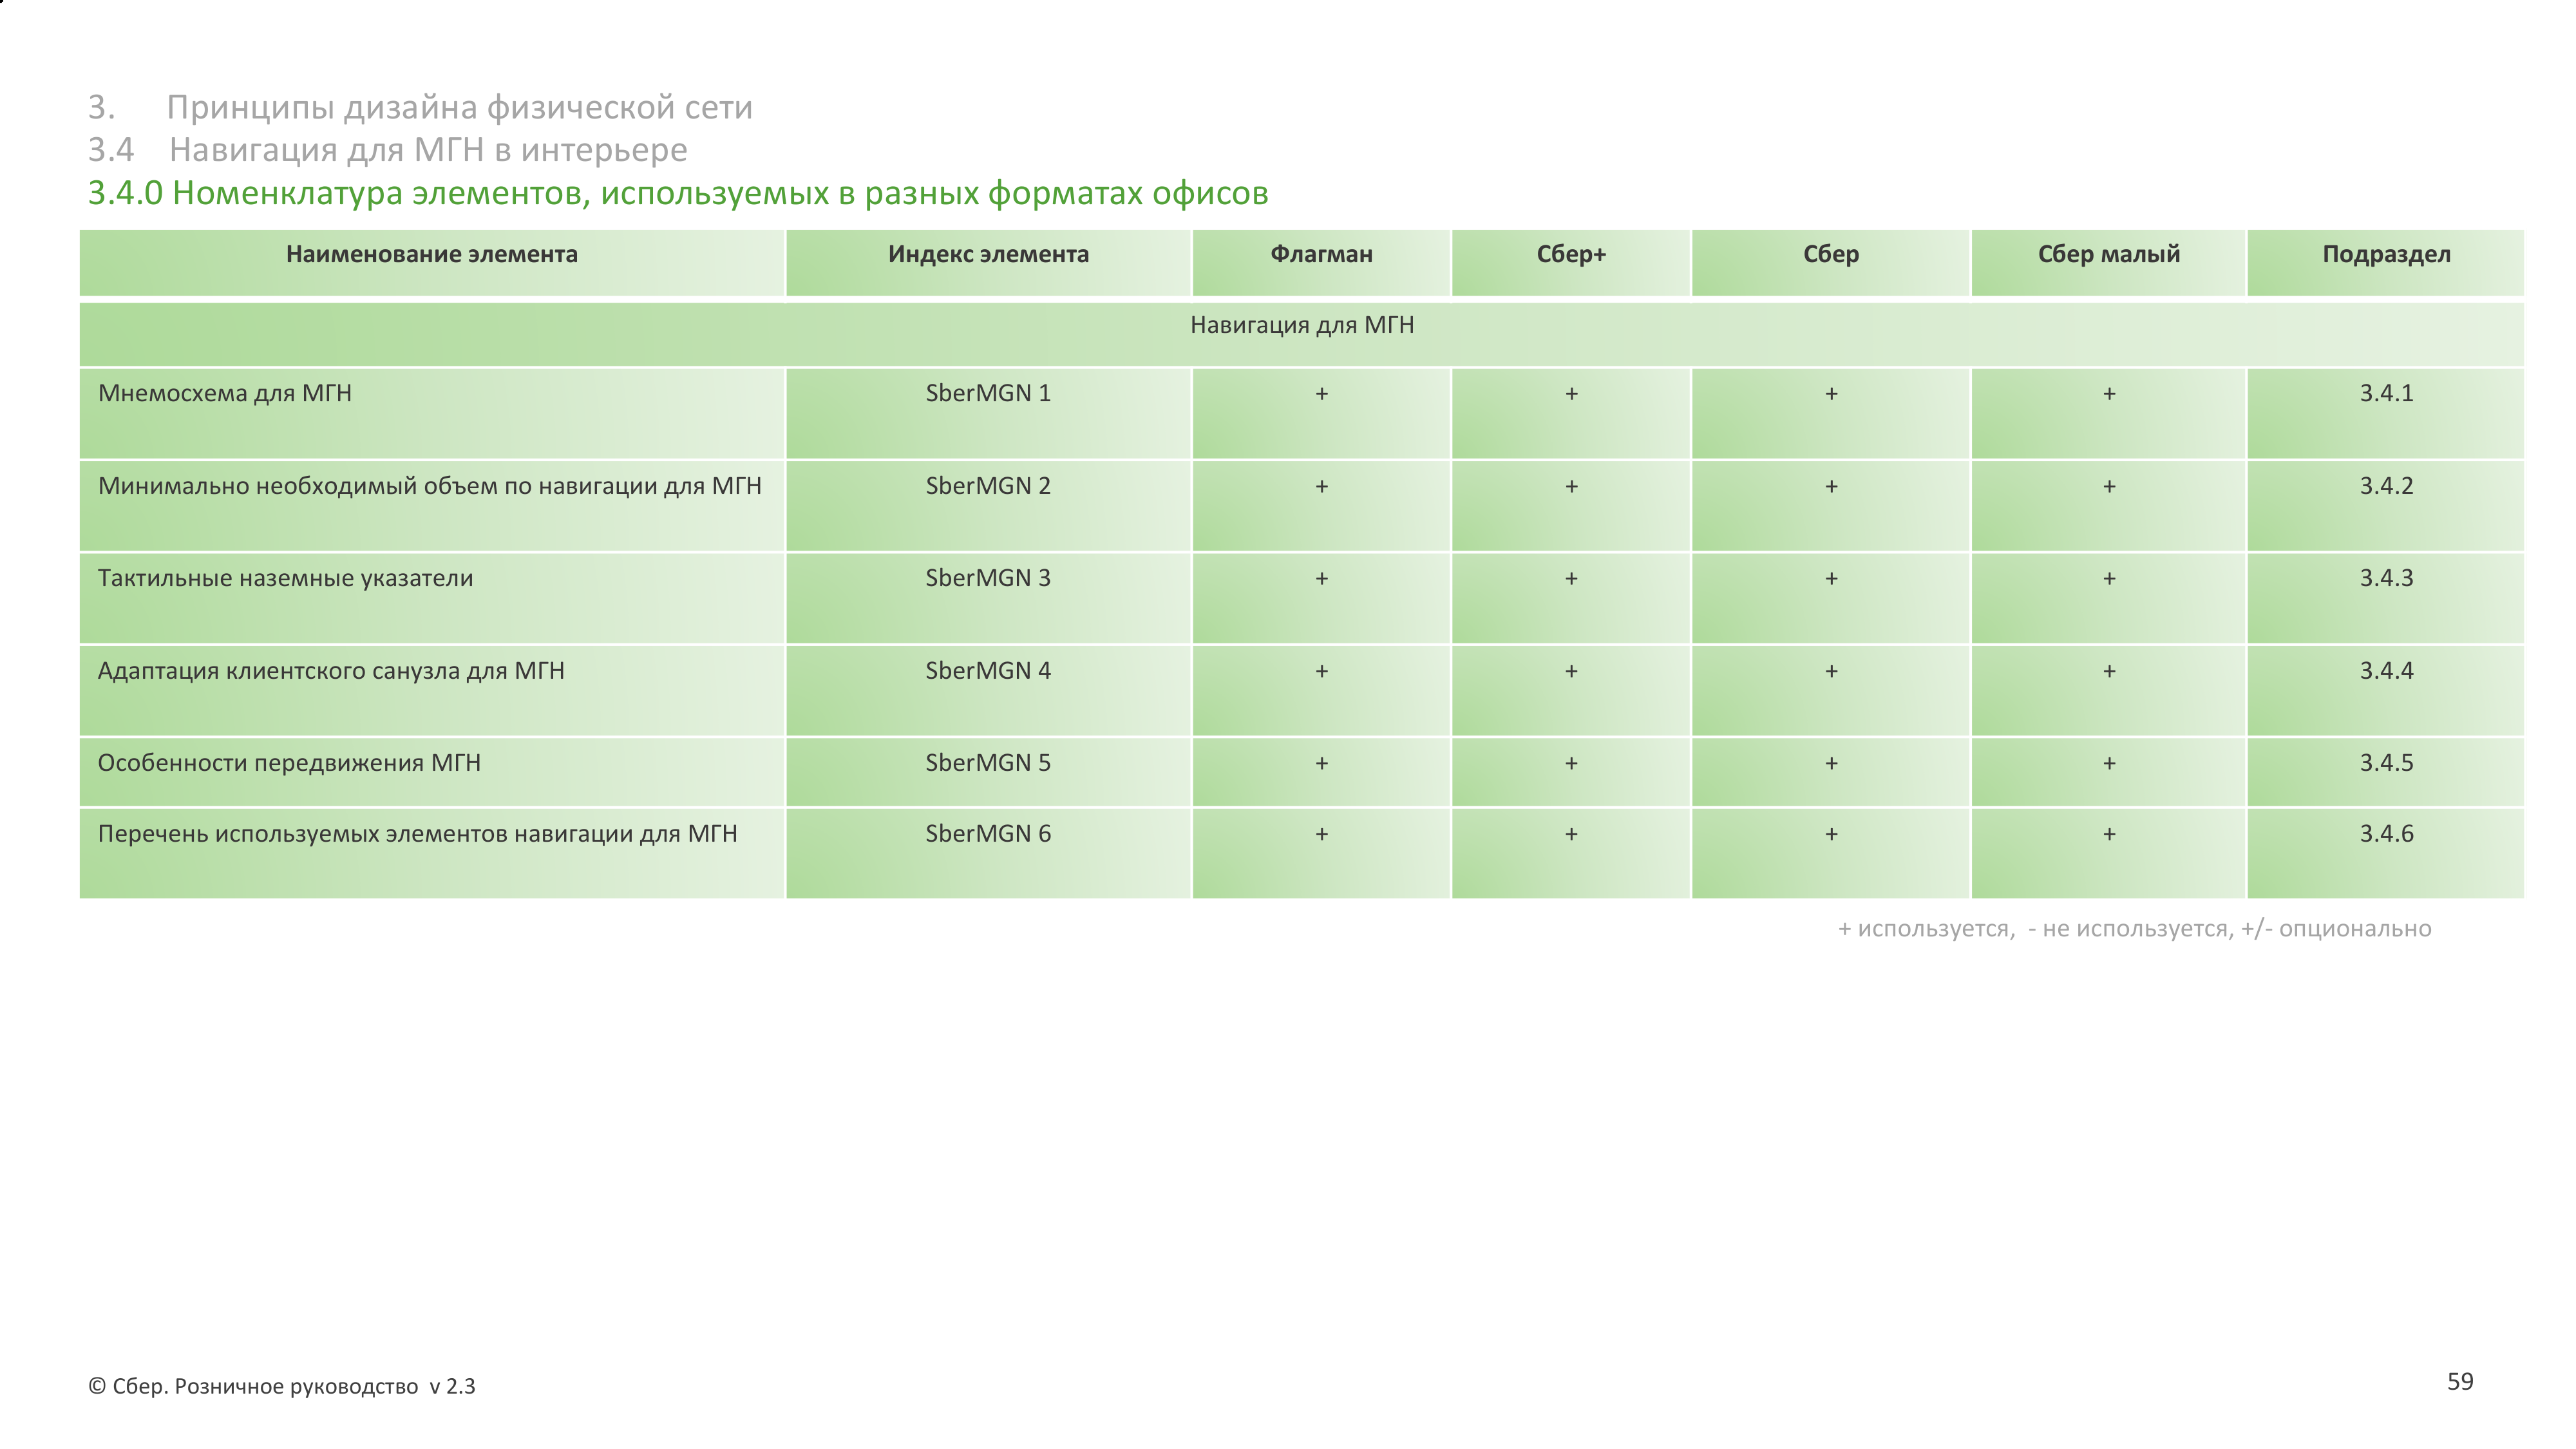 3. Принципы дизайна физической сети
3.4 Навигация для МГН в интерьере
3.4.0 Номенклатура элементов, используемых в разных форматах офисов
Наименование элемента Индекс элемента Флагман Сбер+ Сбер Сбер малый Подраздел
Навигация для МГН
Мнемосхема для МГН SberMGN 1 + + + + 3.4.1
Минимально необходимый объем по навигации для МГН SberMGN 2 + + + + 3.4.2
Тактильные наземные указатели SberMGN 3 + + + + 3.4.3
Адаптация клиентского санузла для МГН SberMGN 4 + + + + 3.4.4
Особенности передвижения МГН SberMGN 5 + + + + 3.4.5
Перечень используемых элементов навигации для МГН SberMGN 6 + + + + 3.4.6
+ используется, - не используется, +/- опционально
© Сбер. Розничное руководство v 2.3
59